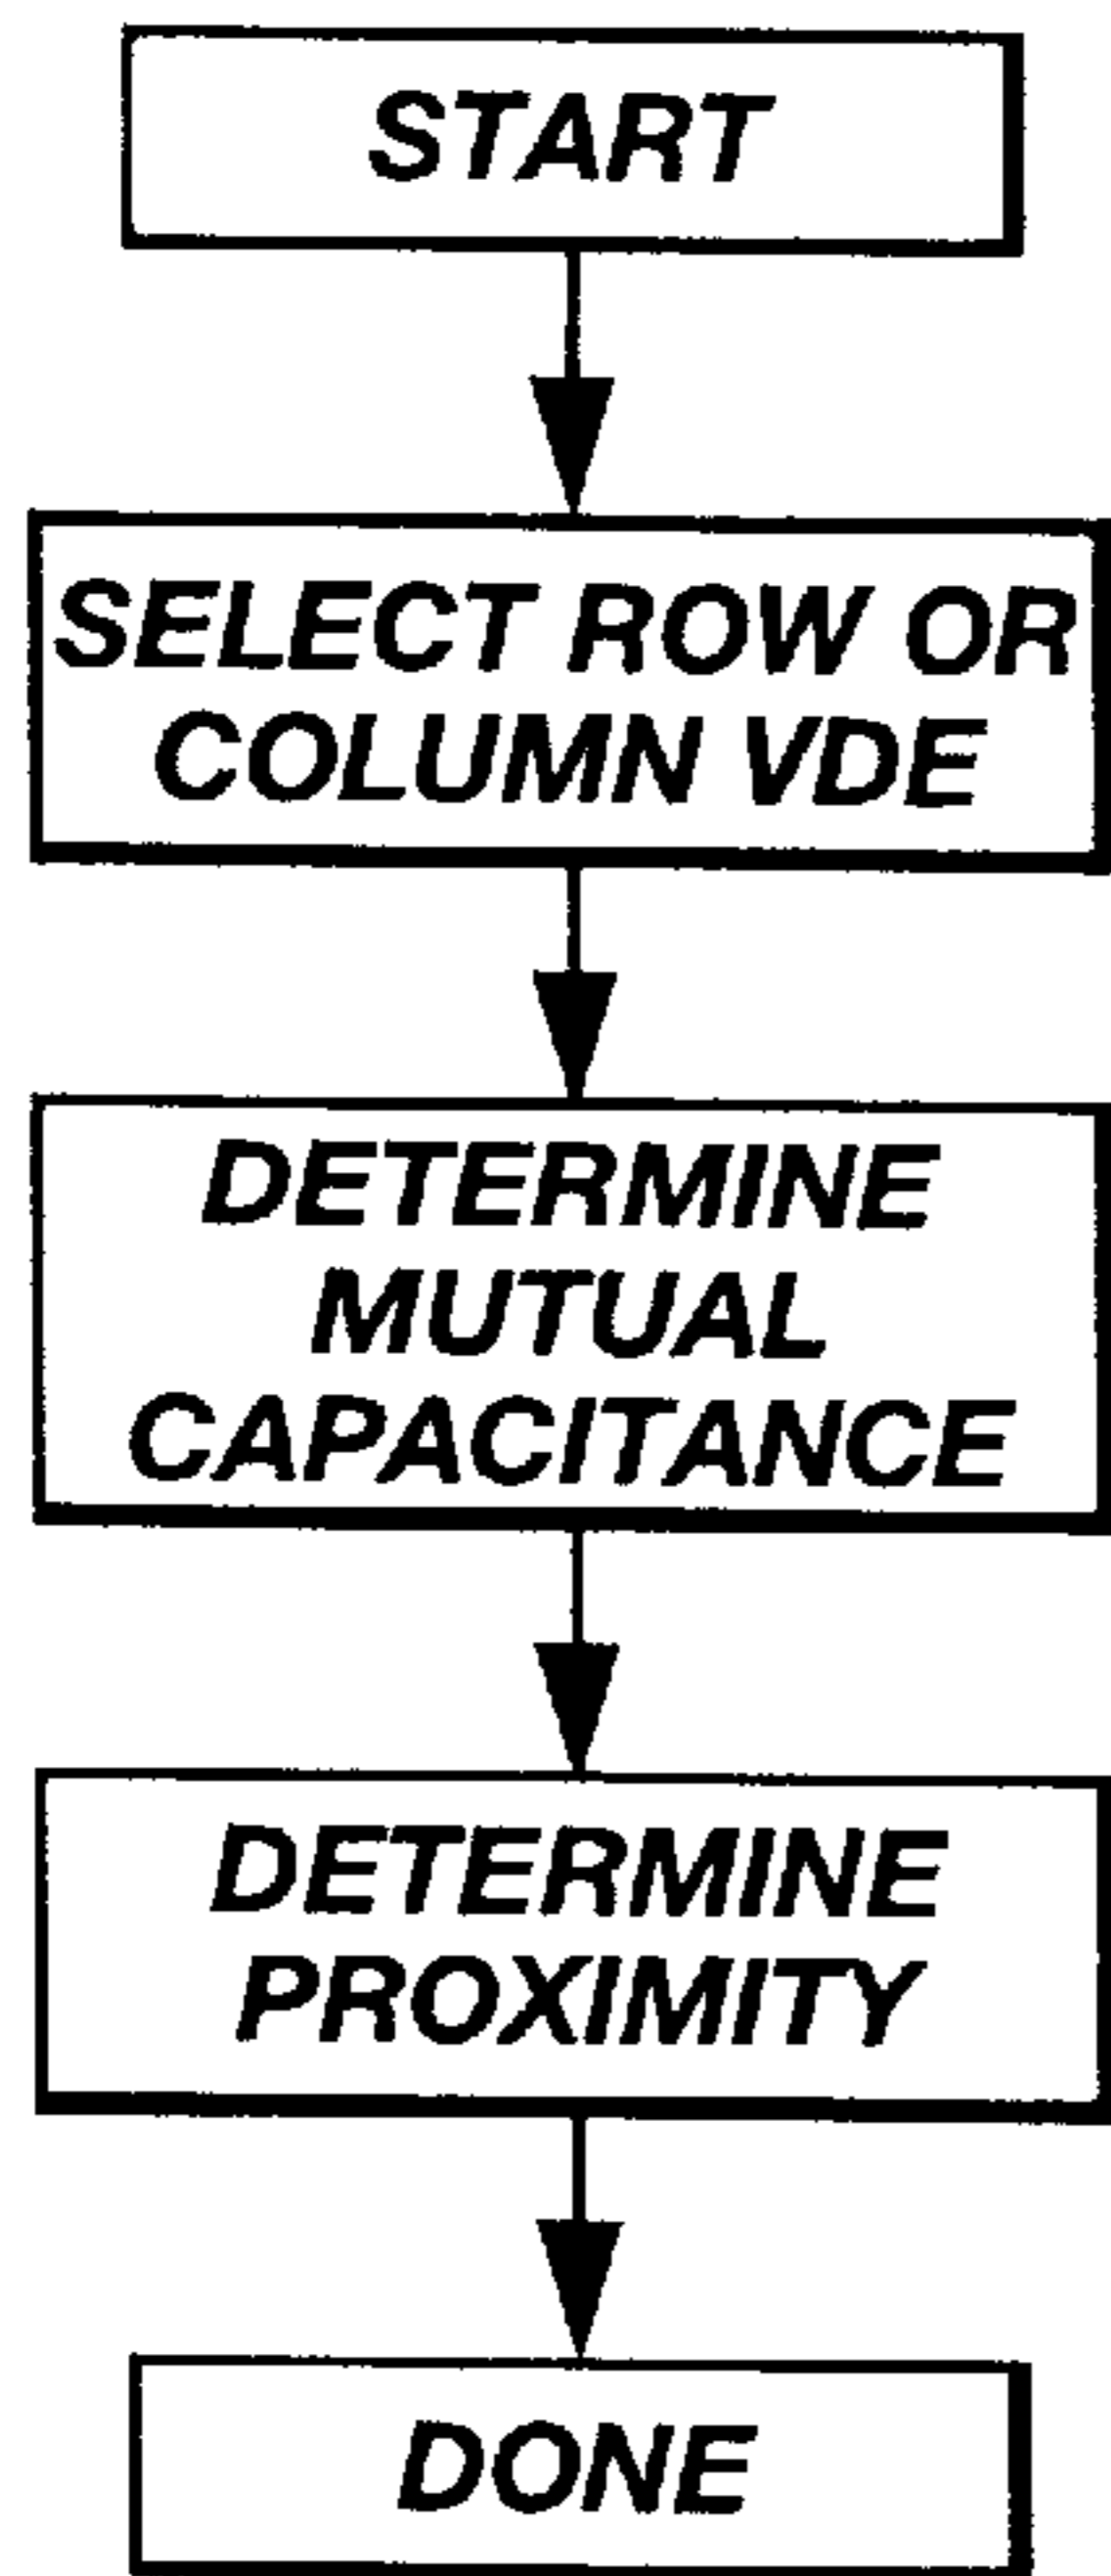 START
SELECT ROW OR
COLUMN VDE
DETERMINE
MUTUAL
CAPACITANCE
DETERMINE
PROXIMITY
DONE